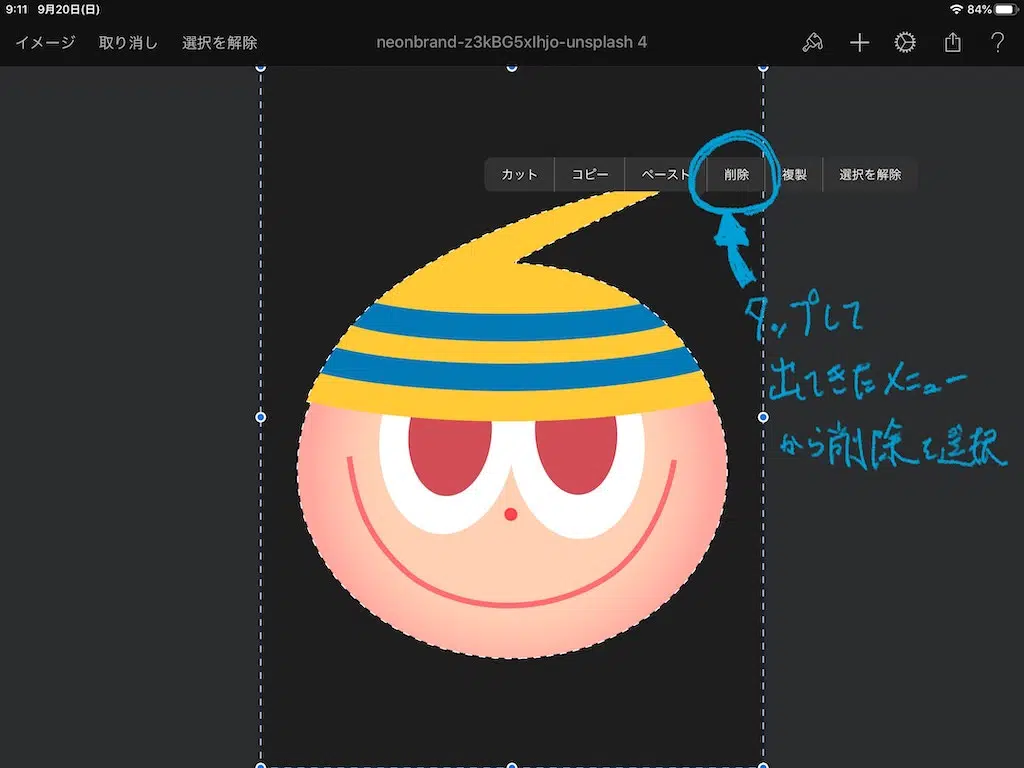 9:11 9月20日(日)
84%
イメージ 取り消し 選択を解除
neonbrand-z3kBG5xIhjo-unsplash 4
?
カット コピー ペースト 削除 複製 選択を解除
タップして
出てきたメニュー
から削除を選択